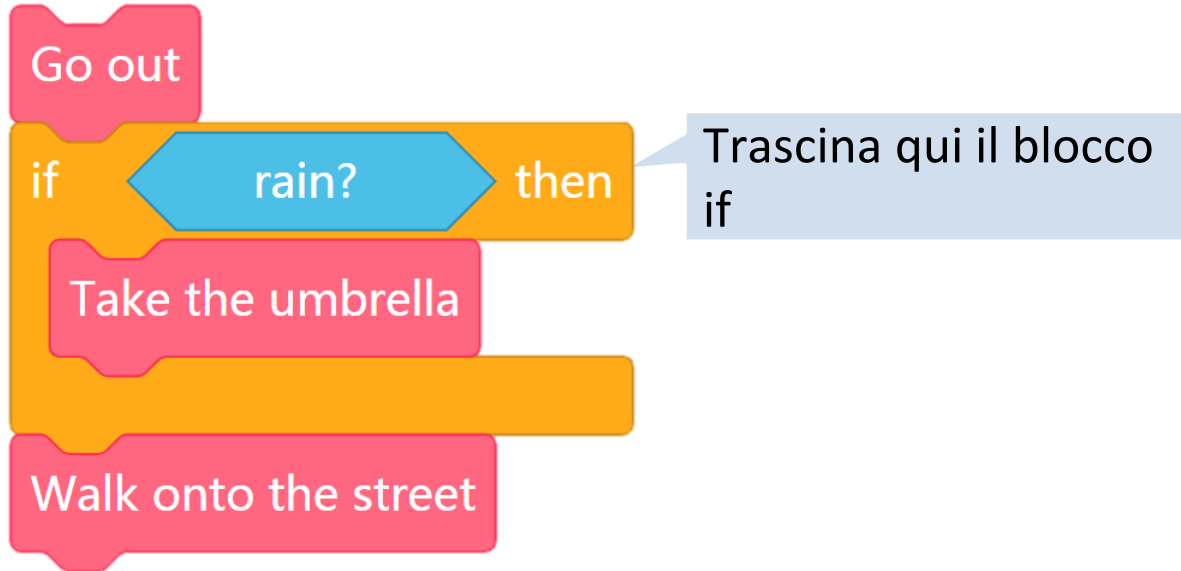 Go out
if rain? then
Trascina qui il blocco
if
Take the umbrella
Walk onto the street